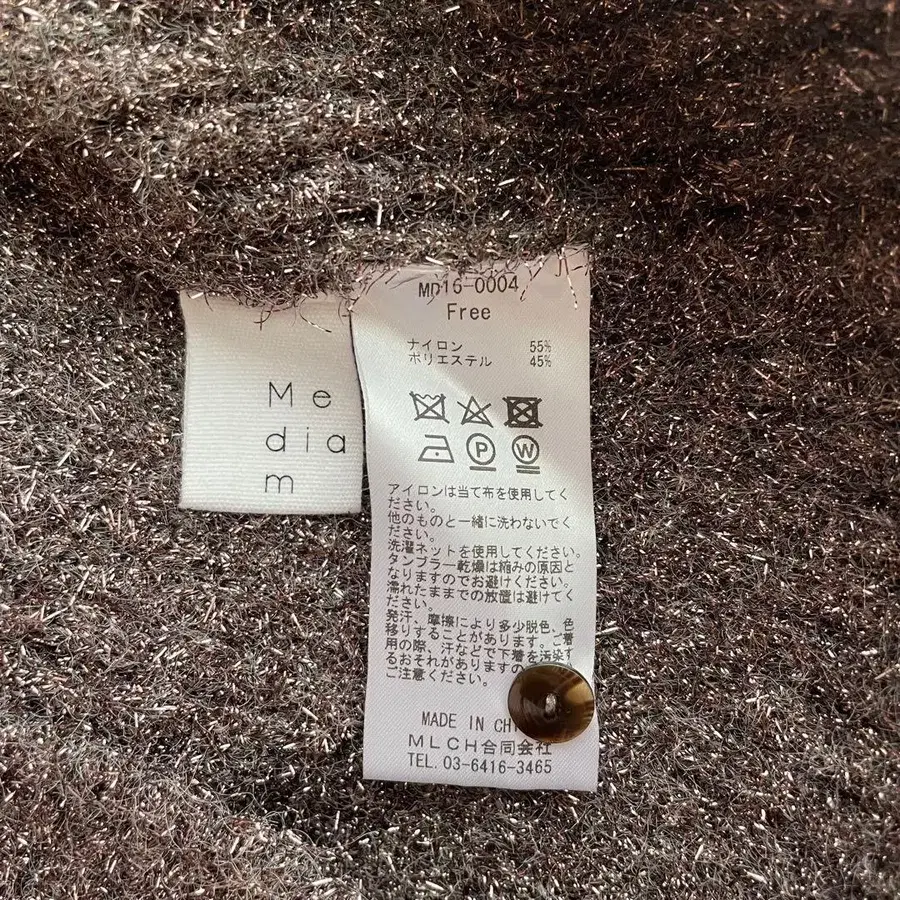 Me
dia
m
MD16-0004
Free
ナイロン 55%
ポリエステル 45%
P
W
アイロンは当て布を使用してく
ださい。
他のものと一緒に洗わないでく
ださい。
洗濯ネットを使用してください。
タンブラー乾燥は縮みの原因と
なりますのでお避けください。
濡れたままでの放置は避けてく
ださい。
発汗、摩擦により多少脱色、色
移りすることがあります。ご着
用の際、汗などで下着を汚染す
るおそれがありますの
ご注意ください。
MADE IN
MLCH合同会社
TEL.03-6416-3465